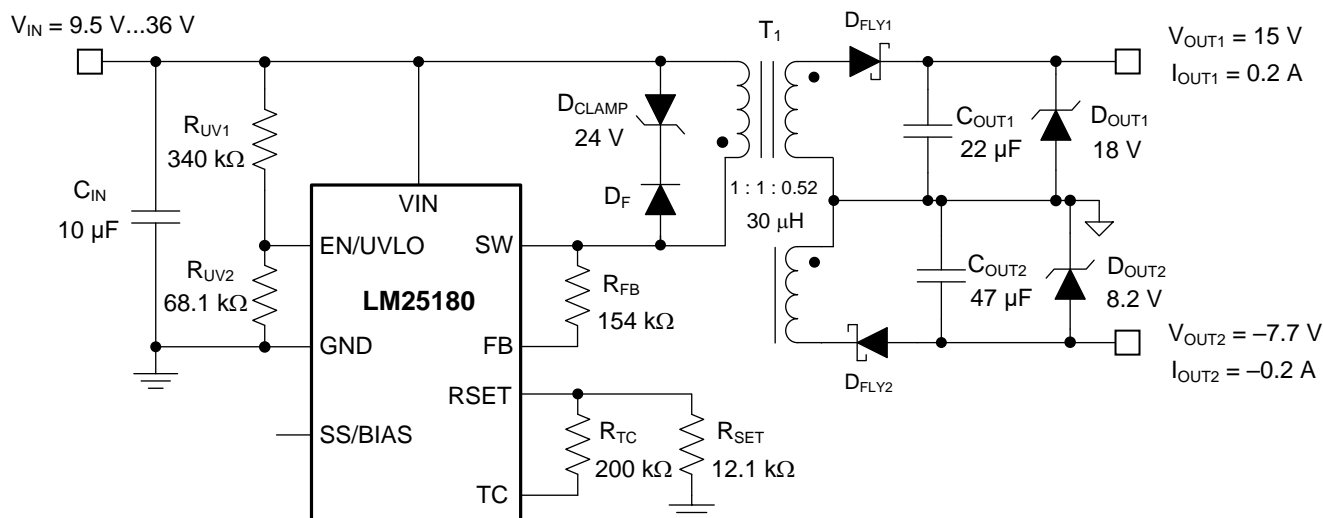 V_IN = 9.5 V...36 V
T₁
D_FLY1
V_OUT1 = 15 V
I_OUT1 = 0.2 A
R_UV1
340 kΩ
D_CLAMP
24 V
C_OUT1
22 µF
D_OUT1
18 V
C_IN
10 µF
VIN
D_F
1 : 1 : 0.52
30 µH
EN/UVLO
SW
R_UV2
68.1 kΩ
LM25180
R_FB
154 kΩ
C_OUT2
47 µF
D_OUT2
8.2 V
GND
FB
D_FLY2
V_OUT2 = –7.7 V
I_OUT2 = –0.2 A
RSET
SS/BIAS
R_TC
200 kΩ
R_SET
12.1 kΩ
TC